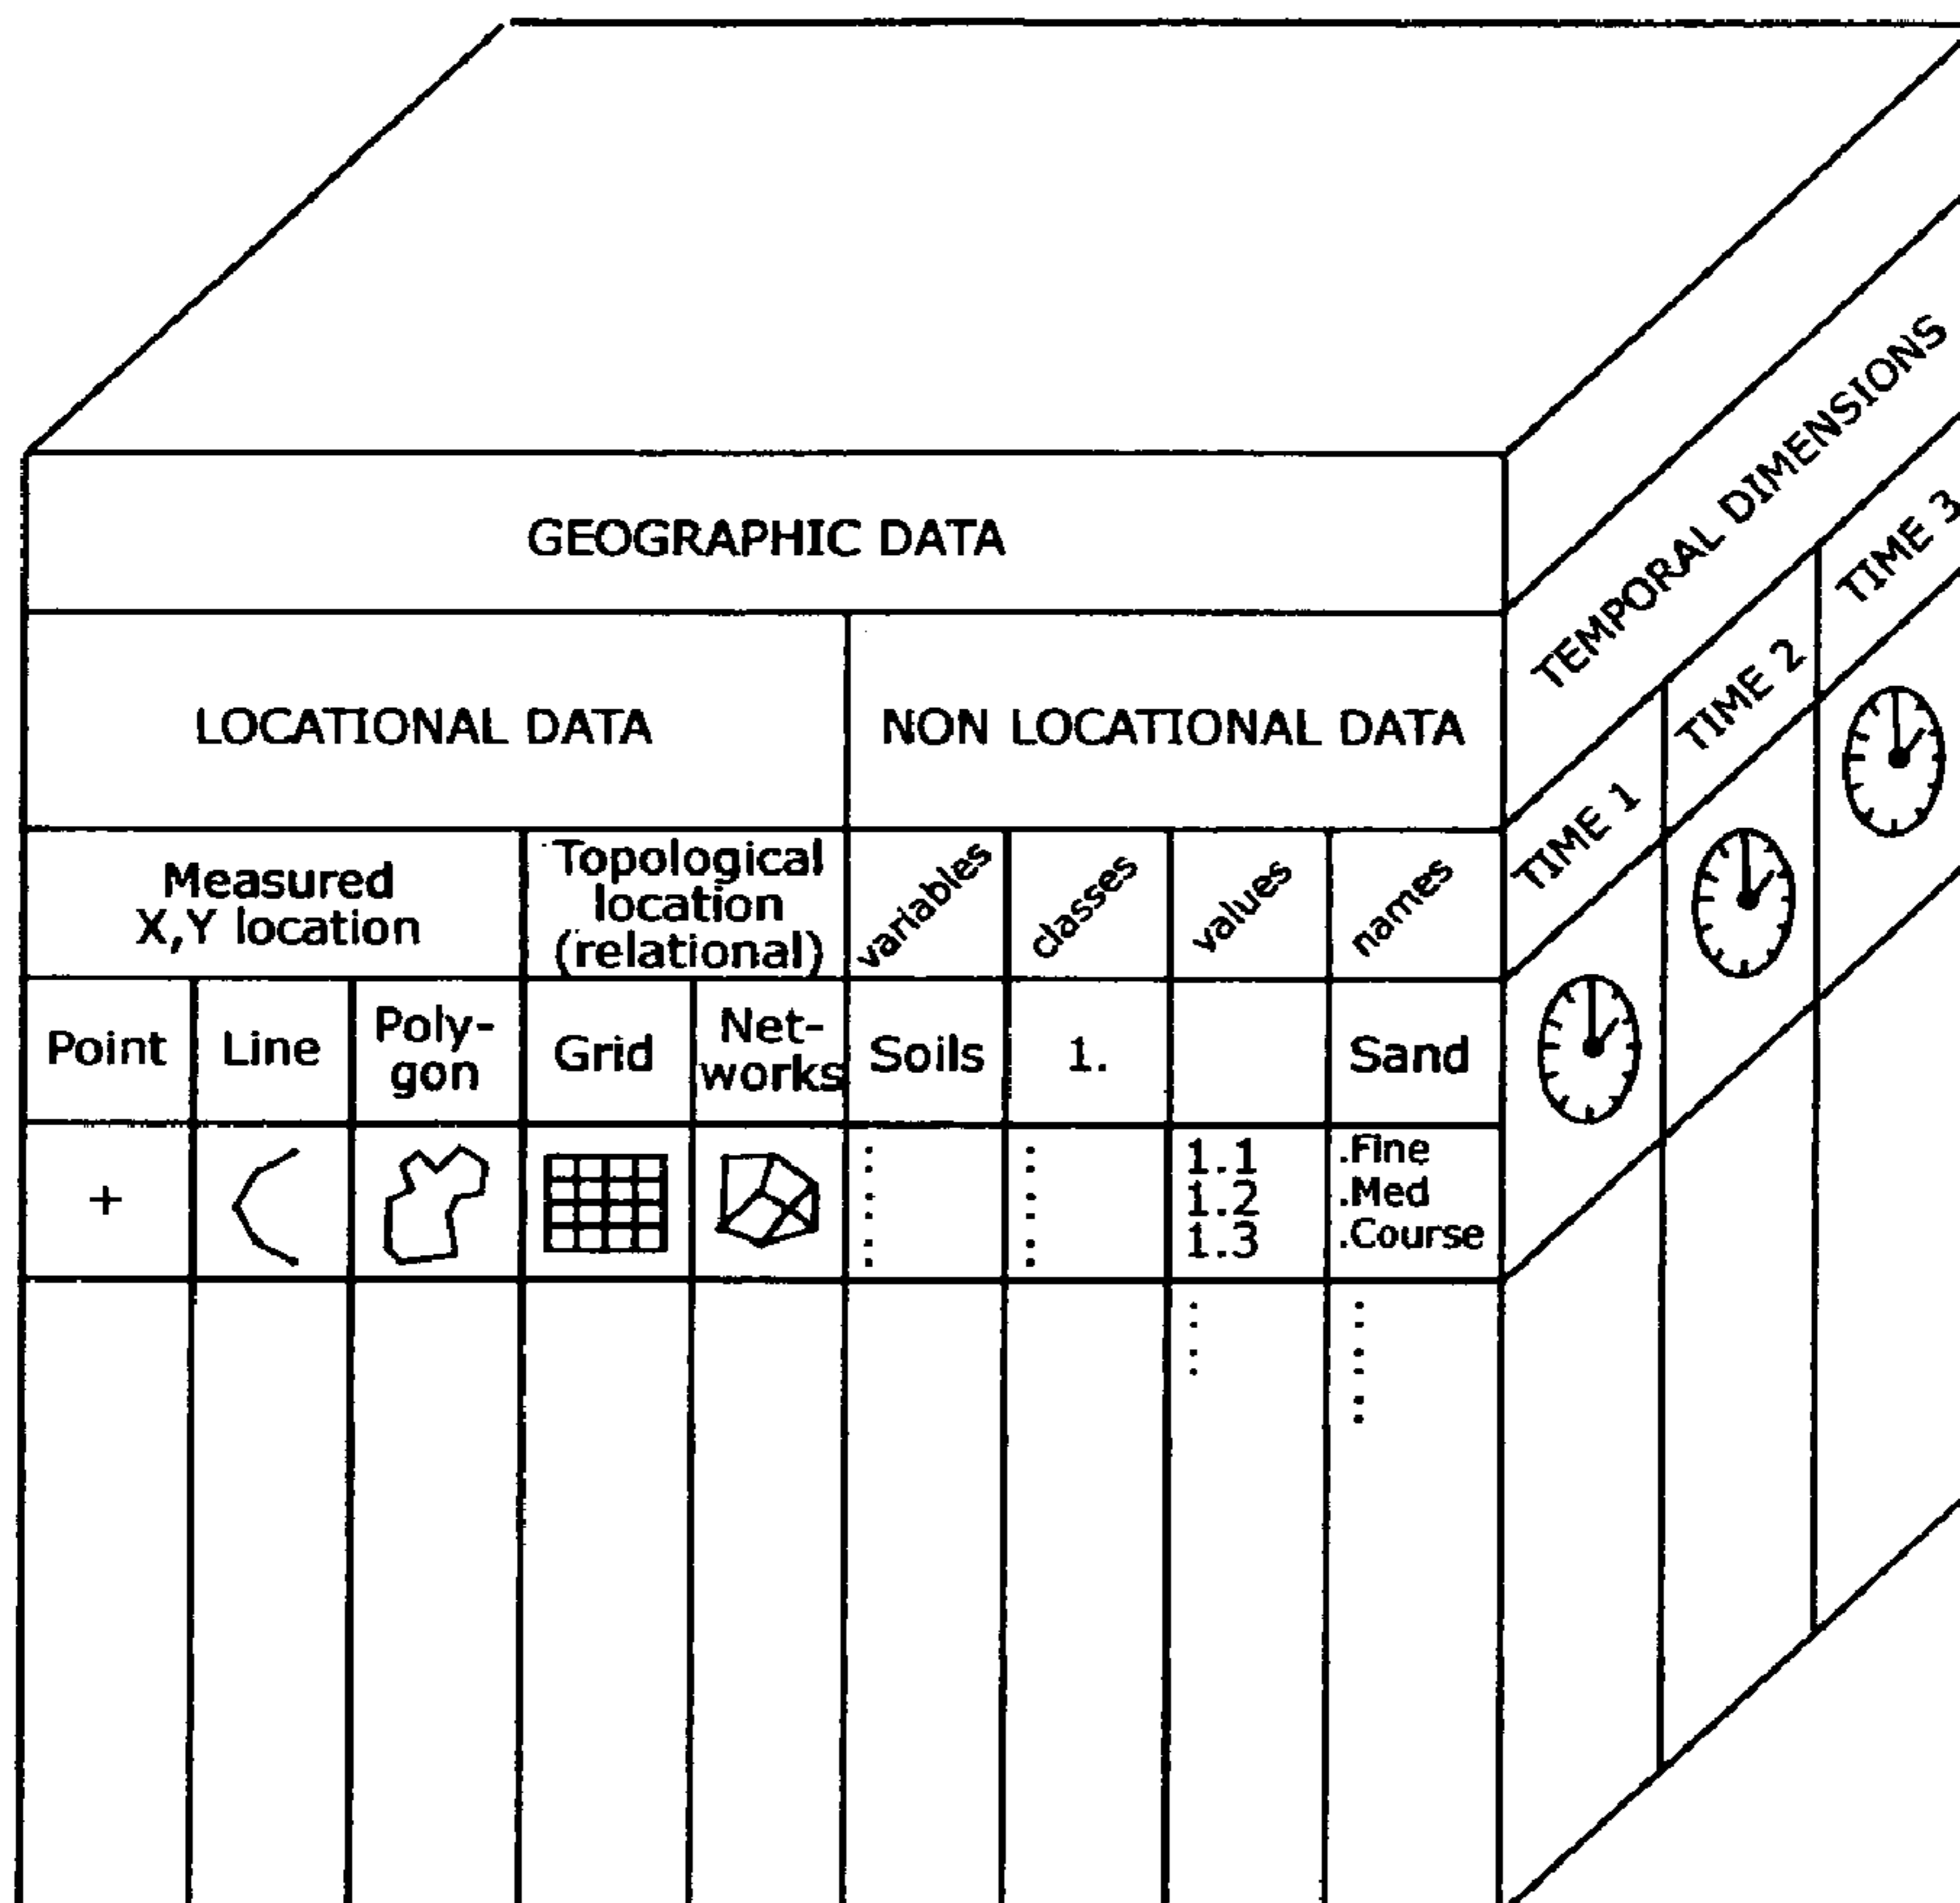 GEOGRAPHIC DATA
LOCATIONAL DATA
NON LOCATIONAL DATA
TEMPORAL DIMENSIONS
TIME 1
TIME 2
TIME 3
Measured
X,Y location
Topological
location
(relational)
variables
classes
values
names
Point
Line
Poly-
gon
Grid
Net-
works
Soils
1.
Sand
+
1.1
1.2
1.3
.Fine
.Med
.Course